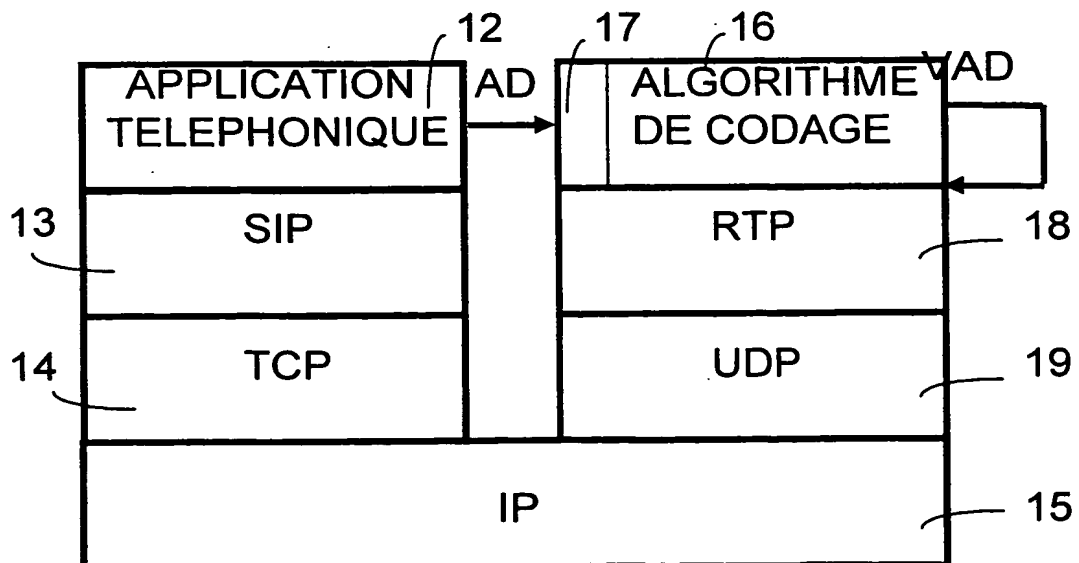 12
17
16
APPLICATION
TELEPHONIQUE
AD
ALGORITHME
DE CODAGE
VAD
13
SIP
RTP
18
14
TCP
UDP
19
IP
15